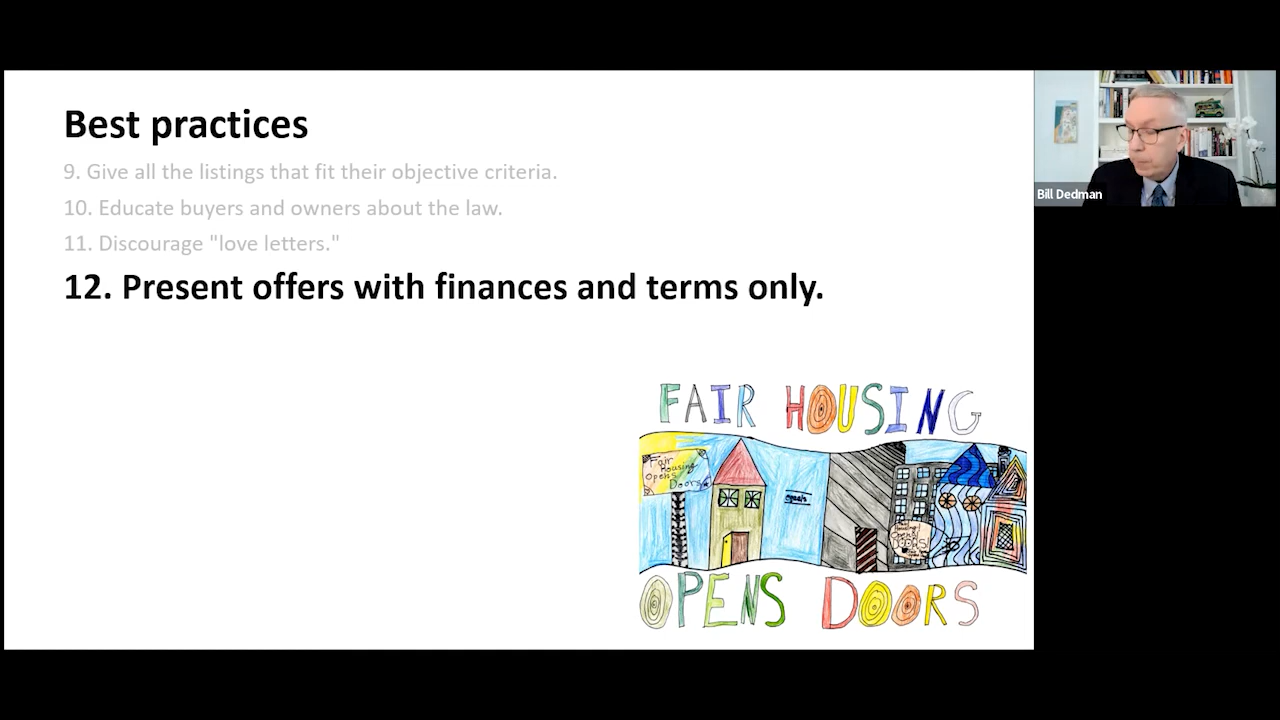 Best practices
9. Give all the listings that fit their objective criteria.
10. Educate buyers and owners about the law.
11. Discourage "love letters."
12. Present offers with finances and terms only.
Bill Dedman
FAIR HOUSING
Fair
Housing
Opens
Doors
OPENS DOORS